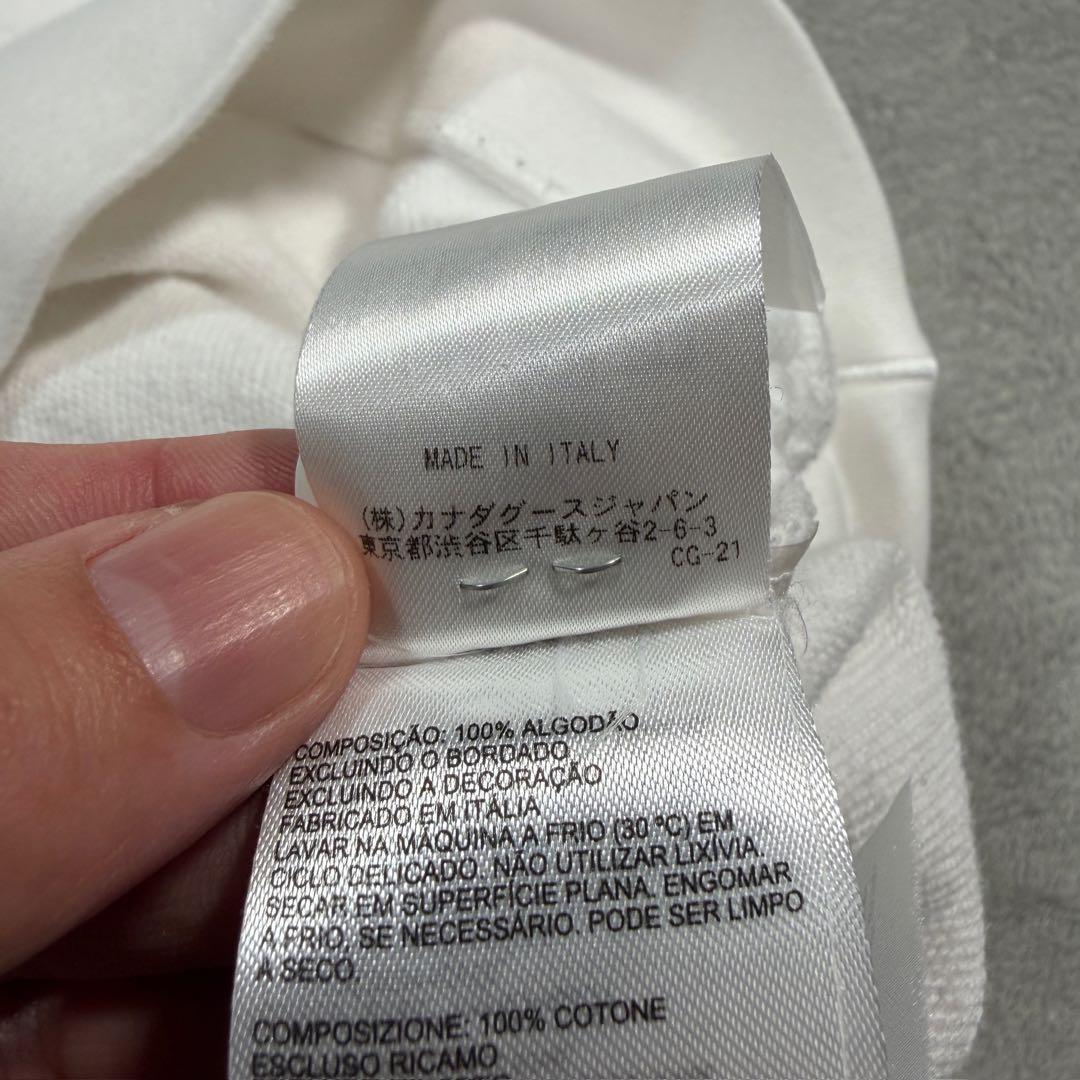 MADE IN ITALY
(株)カナダグースジャパン
東京都渋谷区千駄ヶ谷2-6-3
CG-21
COMPOSIÇÃO: 100% ALGODÃO
EXCLUINDO O BORDADO
EXCLUINDO A DECORAÇÃO
FABRICADO EM ITÁLIA
LAVAR NA MÁQUINA A FRIO (30 ºC) EM
CICLO DELICADO. NÃO UTILIZAR LIXÍVIA.
SECAR EM SUPERFÍCIE PLANA. ENGOMAR
A FRIO. SE NECESSÁRIO. PODE SER LIMPO
A SECO.
COMPOSIZIONE: 100% COTONE
ESCLUSO RICAMO